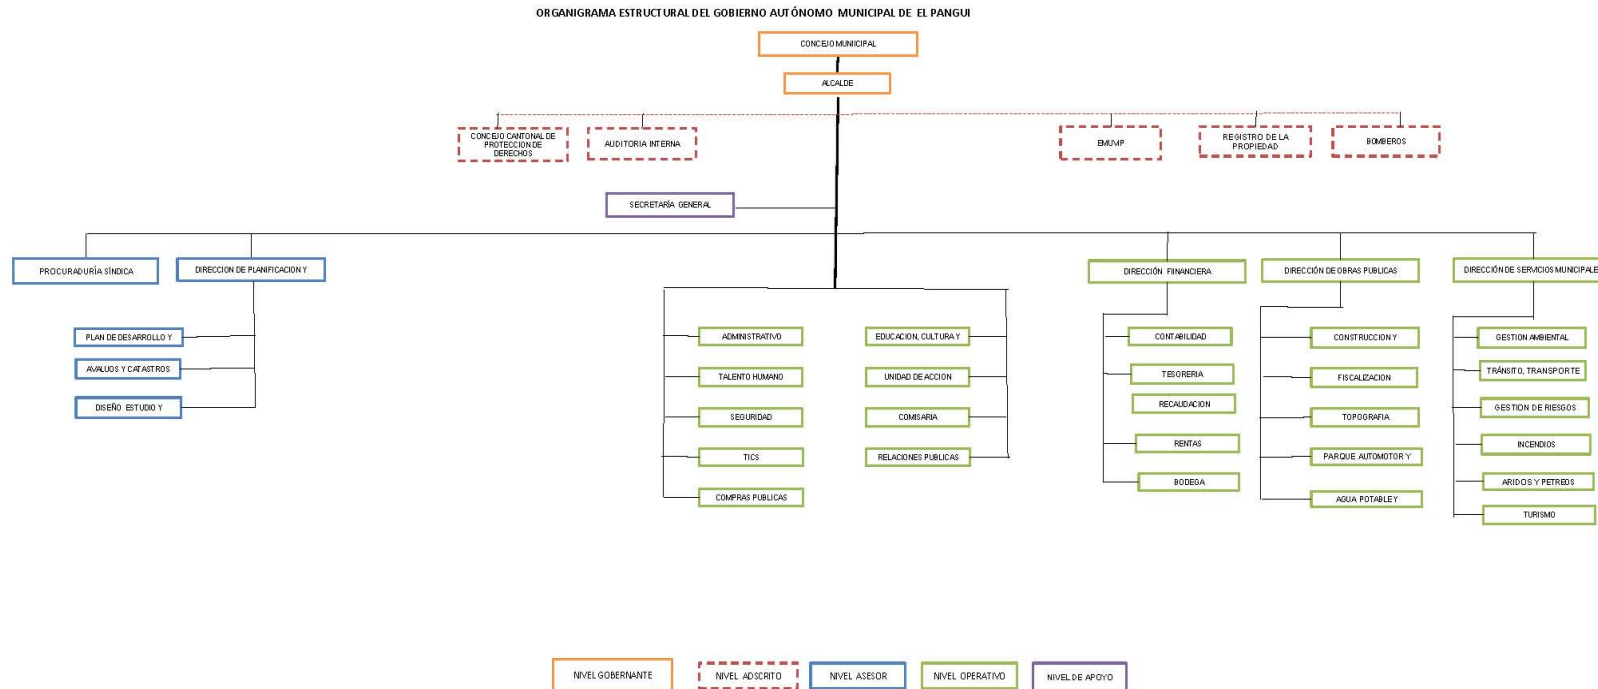 ORGANIGRAMA ESTRUCTURAL DEL GOBIERNO AUTÓNOMO MUNICIPAL DE EL PANGUI
CONCEJO MUNICIPAL
ALCALDE
CONCEJO CANTONAL DE
PROTECCION DE
DERECHOS
AUDITORIA INTERNA
EMUMP
REGISTRO DE LA
PROPIEDAD
BOMBEROS
SECRETARÍA GENERAL
PROCURADURÍA SÍNDICA
DIRECCION DE PLANIFICACION Y
DIRECCIÓN FIINANCIERA
DIRECCIÓN DE OBRAS PUBLICAS
DIRECCIÓN DE SERVICIOS MUNICIPALE
PLAN DE DESARROLLO Y
AVALUOS Y CATASTROS
DISEÑO ESTUDIO Y
ADMINISTRATIVO
TALENTO HUMANO
SEGURIDAD
TICS
COMPRAS PUBLICAS
EDUCACION, CULTURA Y
UNIDAD DE ACCION
COMISARIA
RELACIONES PUBLICAS
CONTABILIDAD
TESORERIA
RECAUDACION
RENTAS
BODEGA
CONSTRUCCION Y
FISCALIZACION
TOPOGRAFIA
PARQUE AUTOMOTOR Y
AGUA POTABLE Y
GESTION AMBIENTAL
TRÁNSITO, TRANSPORTE
GESTION DE RIESGOS
INCENDIOS
ARIDOS Y PETREOS
TURISMO
NIVEL GOBERNANTE
NIVEL ADSCRITO
NIVEL ASESOR
NIVEL OPERATIVO
NIVEL DE APOYO